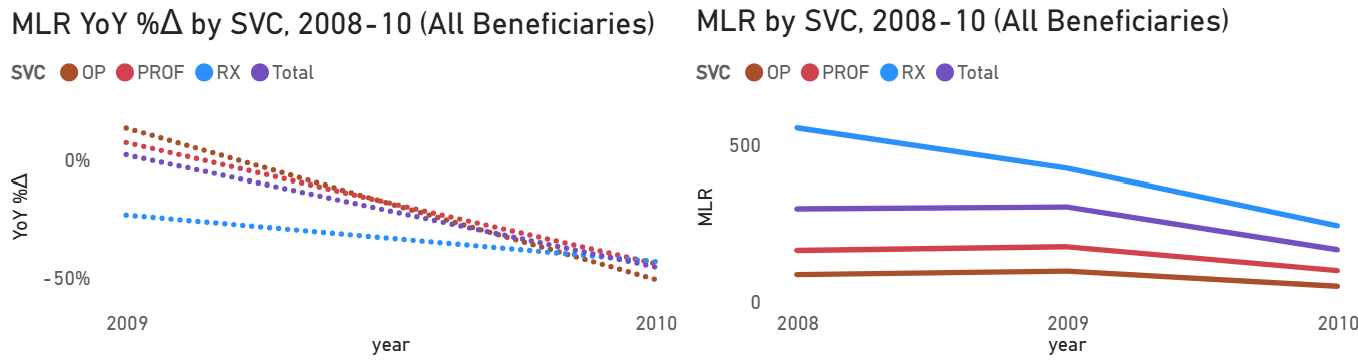 MLR YoY %Δ by SVC, 2008-10 (All Beneficiaries)
SVC OP PROF RX Total
0%
-50%
YoY %Δ
2009 2010
year
MLR by SVC, 2008-10 (All Beneficiaries)
SVC OP PROF RX Total
500
0
MLR
2008 2009 2010
year